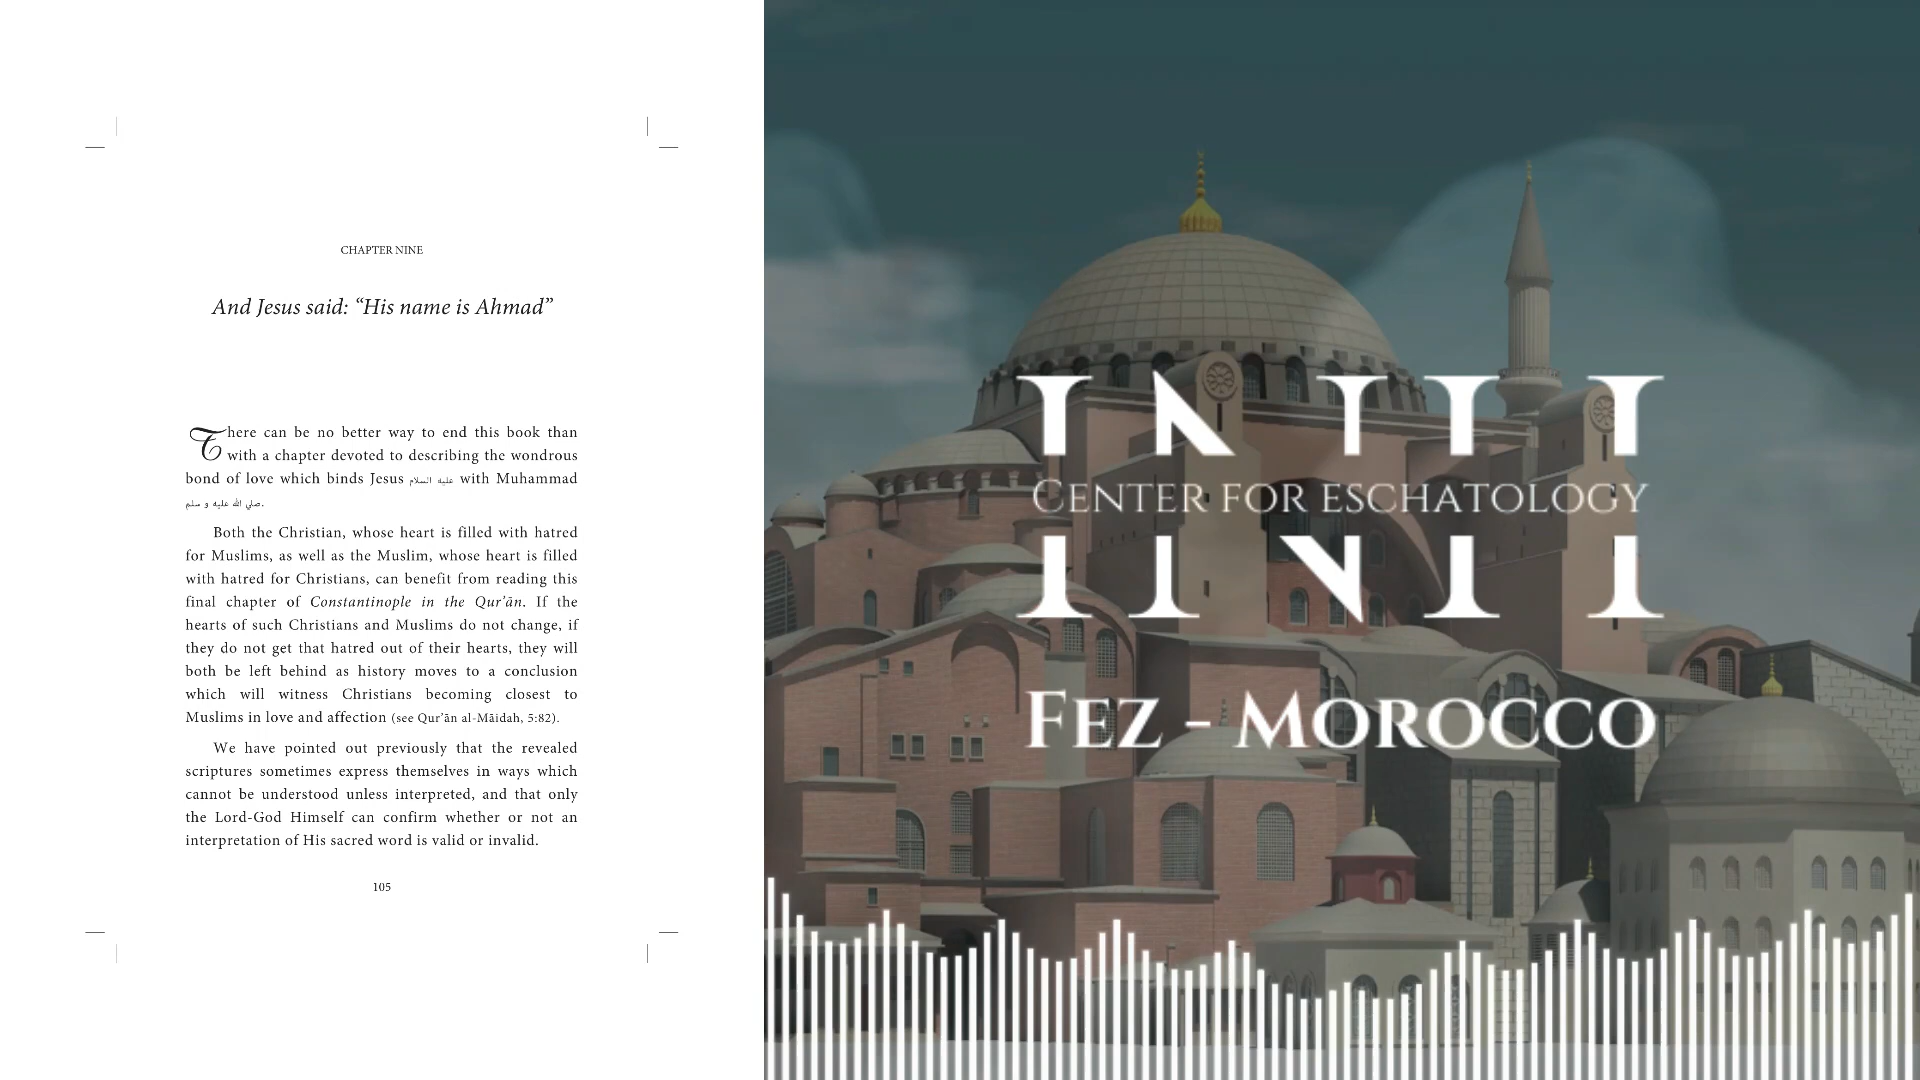 CHAPTER NINE
And Jesus said: “His name is Ahmad”
There can be no better way to end this book than
with a chapter devoted to describing the wondrous
bond of love which binds Jesus عليه السلام with Muhammad
صلي الله عليه و سلم.
Both the Christian, whose heart is filled with hatred
for Muslims, as well as the Muslim, whose heart is filled
with hatred for Christians, can benefit from reading this
final chapter of Constantinople in the Qur’ān. If the
hearts of such Christians and Muslims do not change, if
they do not get that hatred out of their hearts, they will
both be left behind as history moves to a conclusion
which will witness Christians becoming closest to
Muslims in love and affection (see Qur’ān al-Māidah, 5:82).
We have pointed out previously that the revealed
scriptures sometimes express themselves in ways which
cannot be understood unless interpreted, and that only
the Lord-God Himself can confirm whether or not an
interpretation of His sacred word is valid or invalid.
105
CENTER FOR ESCHATOLOGY
FEZ - MOROCCO